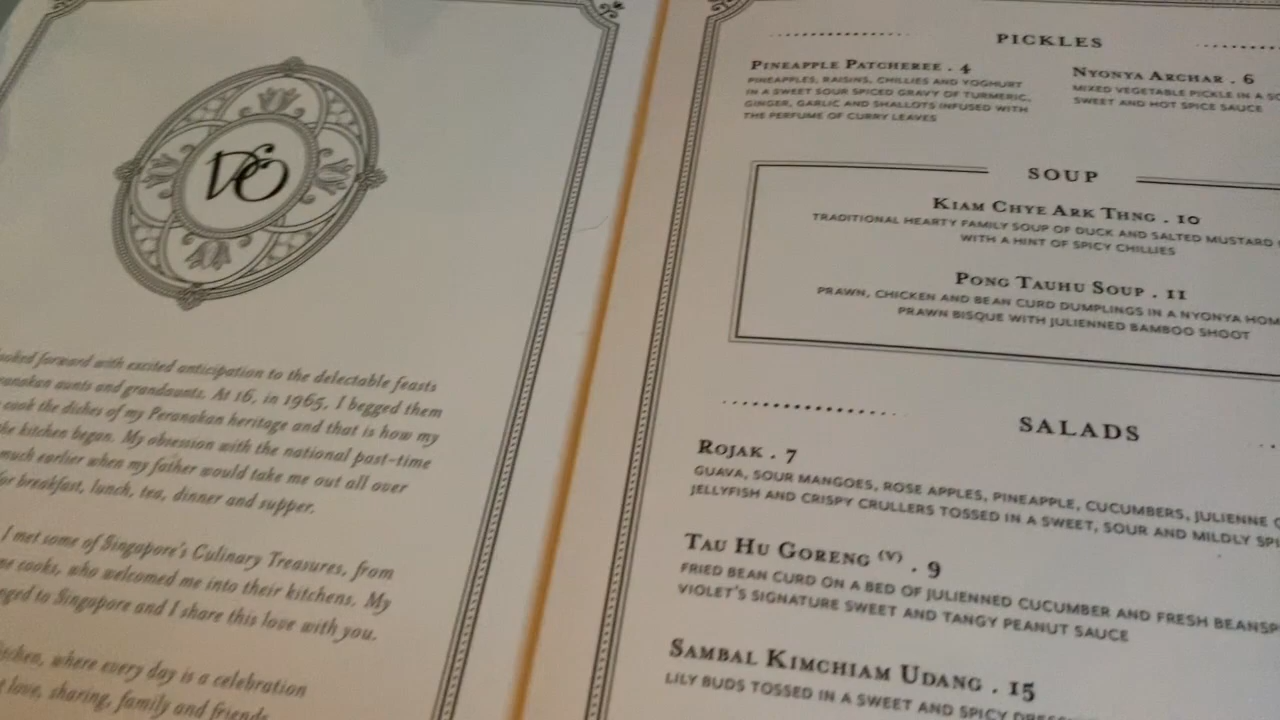 VO
looked forward with excited anticipation to the delectable feasts
Peranakan aunts and grandaunts. At 16, in 1965, I begged them
cook the dishes of my Peranakan heritage and that is how my
the kitchen began. My obsession with the national past-time
much earlier when my father would take me out all over
for breakfast, lunch, tea, dinner and supper.
I met some of Singapore's Culinary Treasures, from
cooks, who welcomed me into their kitchens. My
to Singapore and I share this love with you.
where every day is a celebration
love, sharing, family and friends
PICKLES
PINEAPPLE PATCHEREE . 4
PINEAPPLES, RAISINS, CHILLIES AND YOGHURT
IN A SWEET SOUR SPICED GRAVY OF TURMERIC,
GINGER, GARLIC AND SHALLOTS INFUSED WITH
THE PERFUME OF CURRY LEAVES
NYONYA ARCHAR . 6
MIXED VEGETABLE PICKLE IN A
SWEET AND HOT SPICE SAUCE
SOUP
KIAM CHYE ARK THNG . 10
TRADITIONAL HEARTY FAMILY SOUP OF DUCK AND SALTED MUSTARD
WITH A HINT OF SPICY CHILLIES
PONG TAUHU SOUP . 11
PRAWN, CHICKEN AND BEAN CURD DUMPLINGS IN A NYONYA
PRAWN BISQUE WITH JULIENNED BAMBOO SHOOT
SALADS
ROJAK . 7
GUAVA, SOUR MANGOES, ROSE APPLES, PINEAPPLE, CUCUMBERS, JULIENNE
JELLYFISH AND CRISPY CRULLERS TOSSED IN A SWEET, SOUR AND MILDLY
TAU HU GORENG (V) . 9
FRIED BEAN CURD ON A BED OF JULIENNED CUCUMBER AND FRESH
VIOLET'S SIGNATURE SWEET AND TANGY PEANUT SAUCE
SAMBAL KIMCHIAM UDANG . 15
LILY BUDS TOSSED IN A SWEET AND SPICY